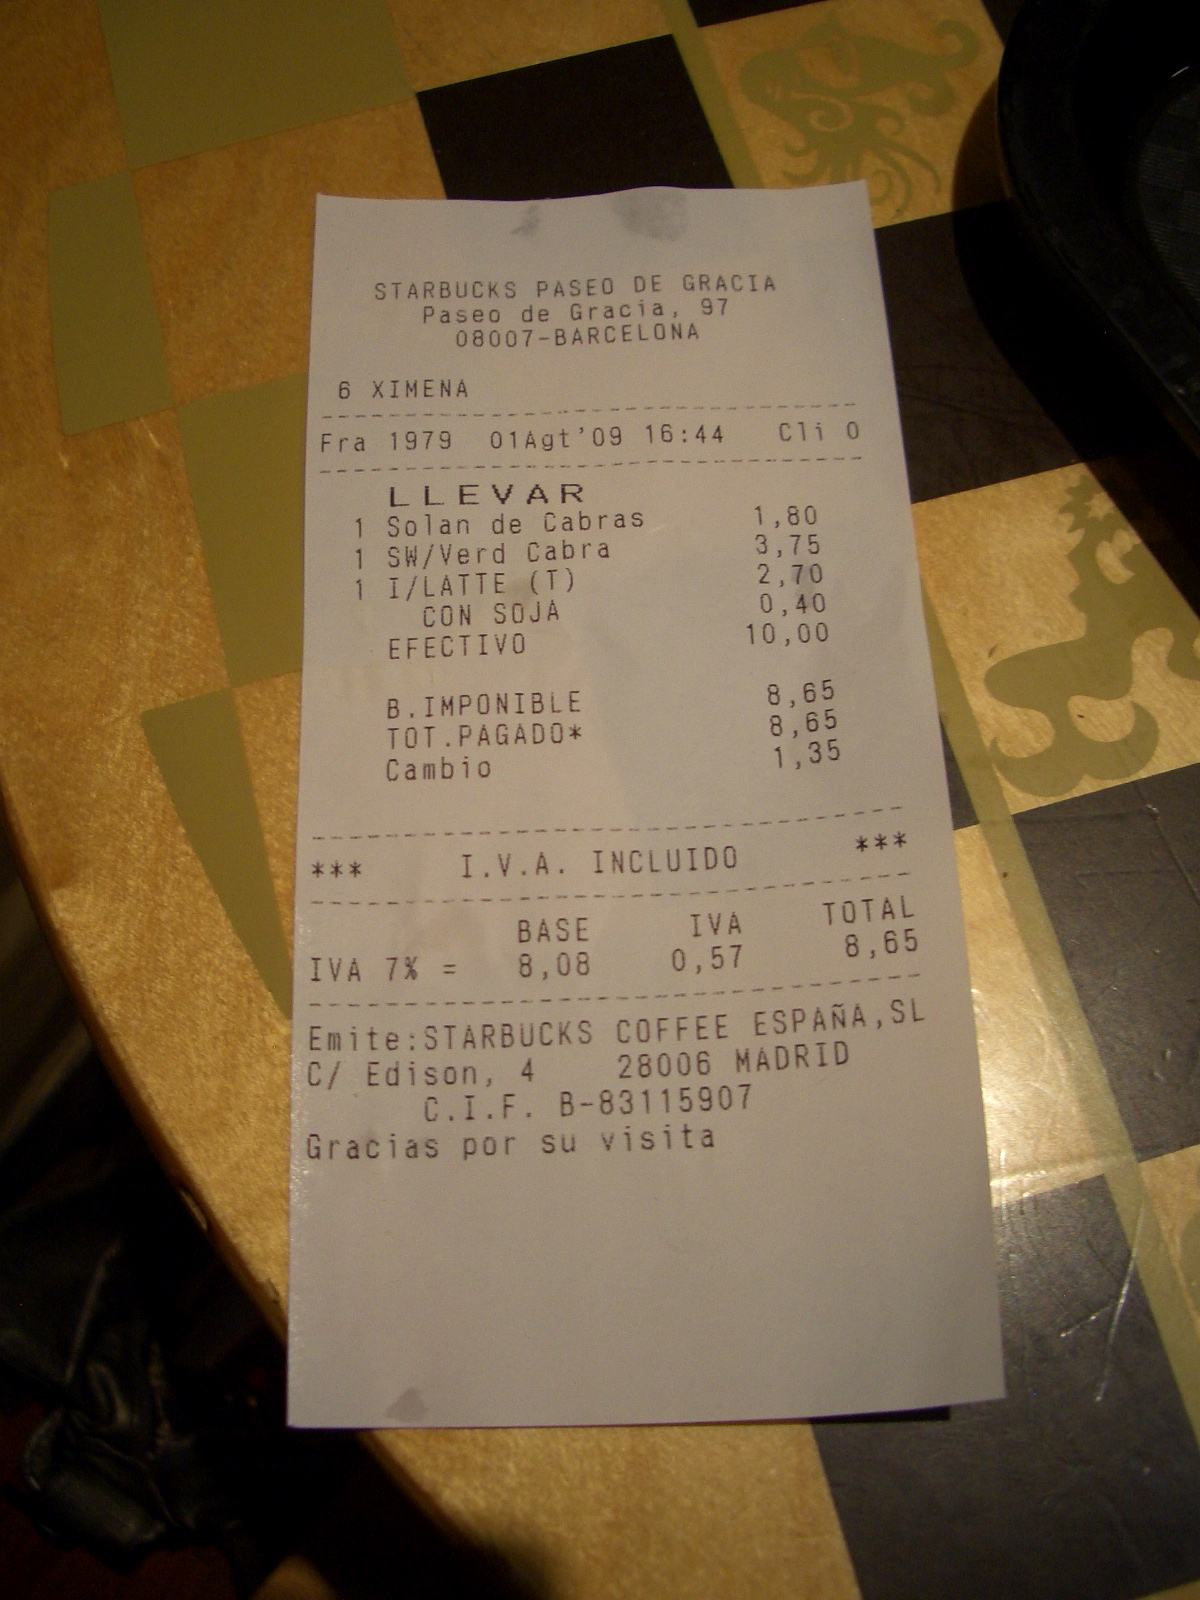 STARBUCKS PASEO DE GRACIA
Paseo de Gracia, 97
08007-BARCELONA
6 XIMENA
Fra 1979 01Agt'09 16:44 Cli 0
LLEVAR
1 Solan de Cabras 1,80
1 SW/Verd Cabra 3,75
1 I/LATTE (T) 2,70
CON SOJA 0,40
EFECTIVO 10,00
B.IMPONIBLE 8,65
TOT.PAGADO* 8,65
Cambio 1,35
*** I.V.A. INCLUIDO ***
BASE IVA TOTAL
IVA 7% = 8,08 0,57 8,65
Emite:STARBUCKS COFFEE ESPAÑA,SL
C/ Edison, 4 28006 MADRID
C.I.F. B-83115907
Gracias por su visita